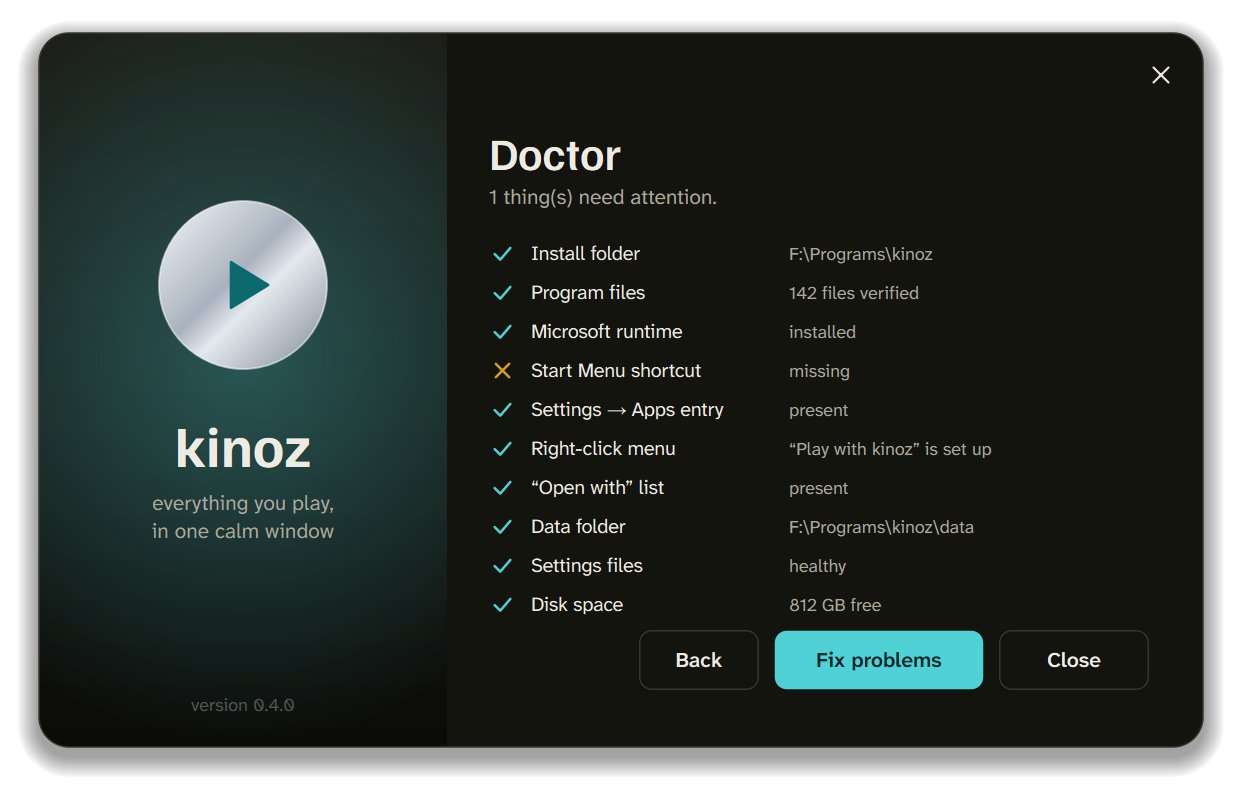 kinoz
everything you play,
in one calm window
version 0.4.0
Doctor
1 thing(s) need attention.
Install folder F:\Programs\kinoz
Program files 142 files verified
Microsoft runtime installed
Start Menu shortcut missing
Settings → Apps entry present
Right-click menu “Play with kinoz” is set up
“Open with” list present
Data folder F:\Programs\kinoz\data
Settings files healthy
Disk space 812 GB free
Back Fix problems Close